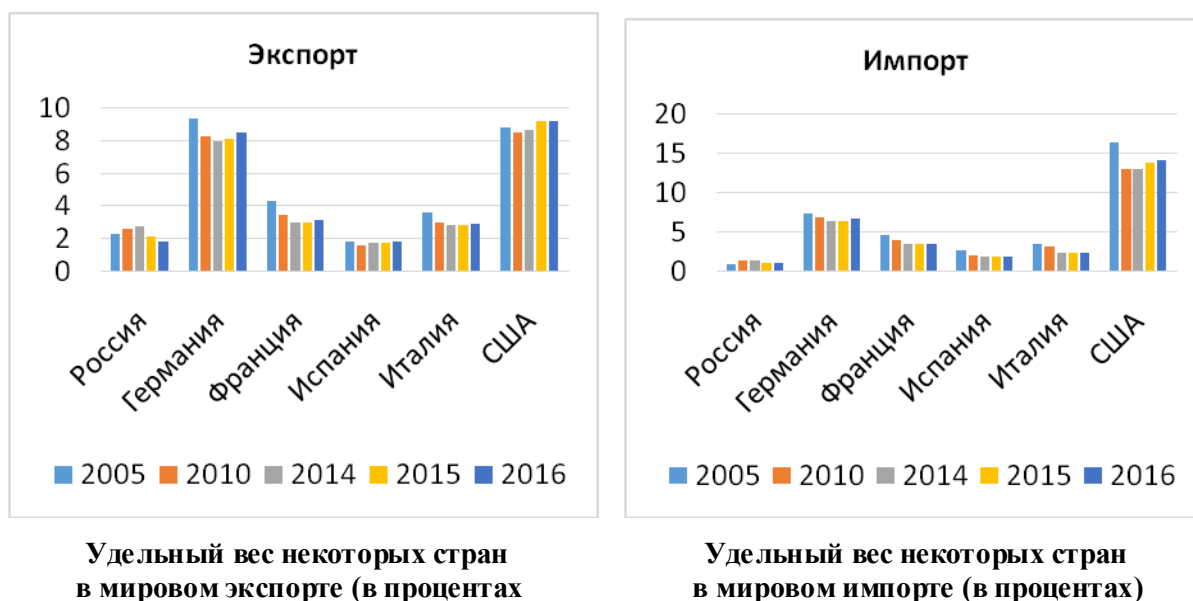 Экспорт
10
8
6
4
2
0
Россия
Германия
Франция
Испания
Италия
США
2005 2010 2014 2015 2016
Удельный вес некоторых стран
в мировом экспорте (в процентах
Импорт
20
15
10
5
0
Россия
Германия
Франция
Испания
Италия
США
2005 2010 2014 2015 2016
Удельный вес некоторых стран
в мировом импорте (в процентах)